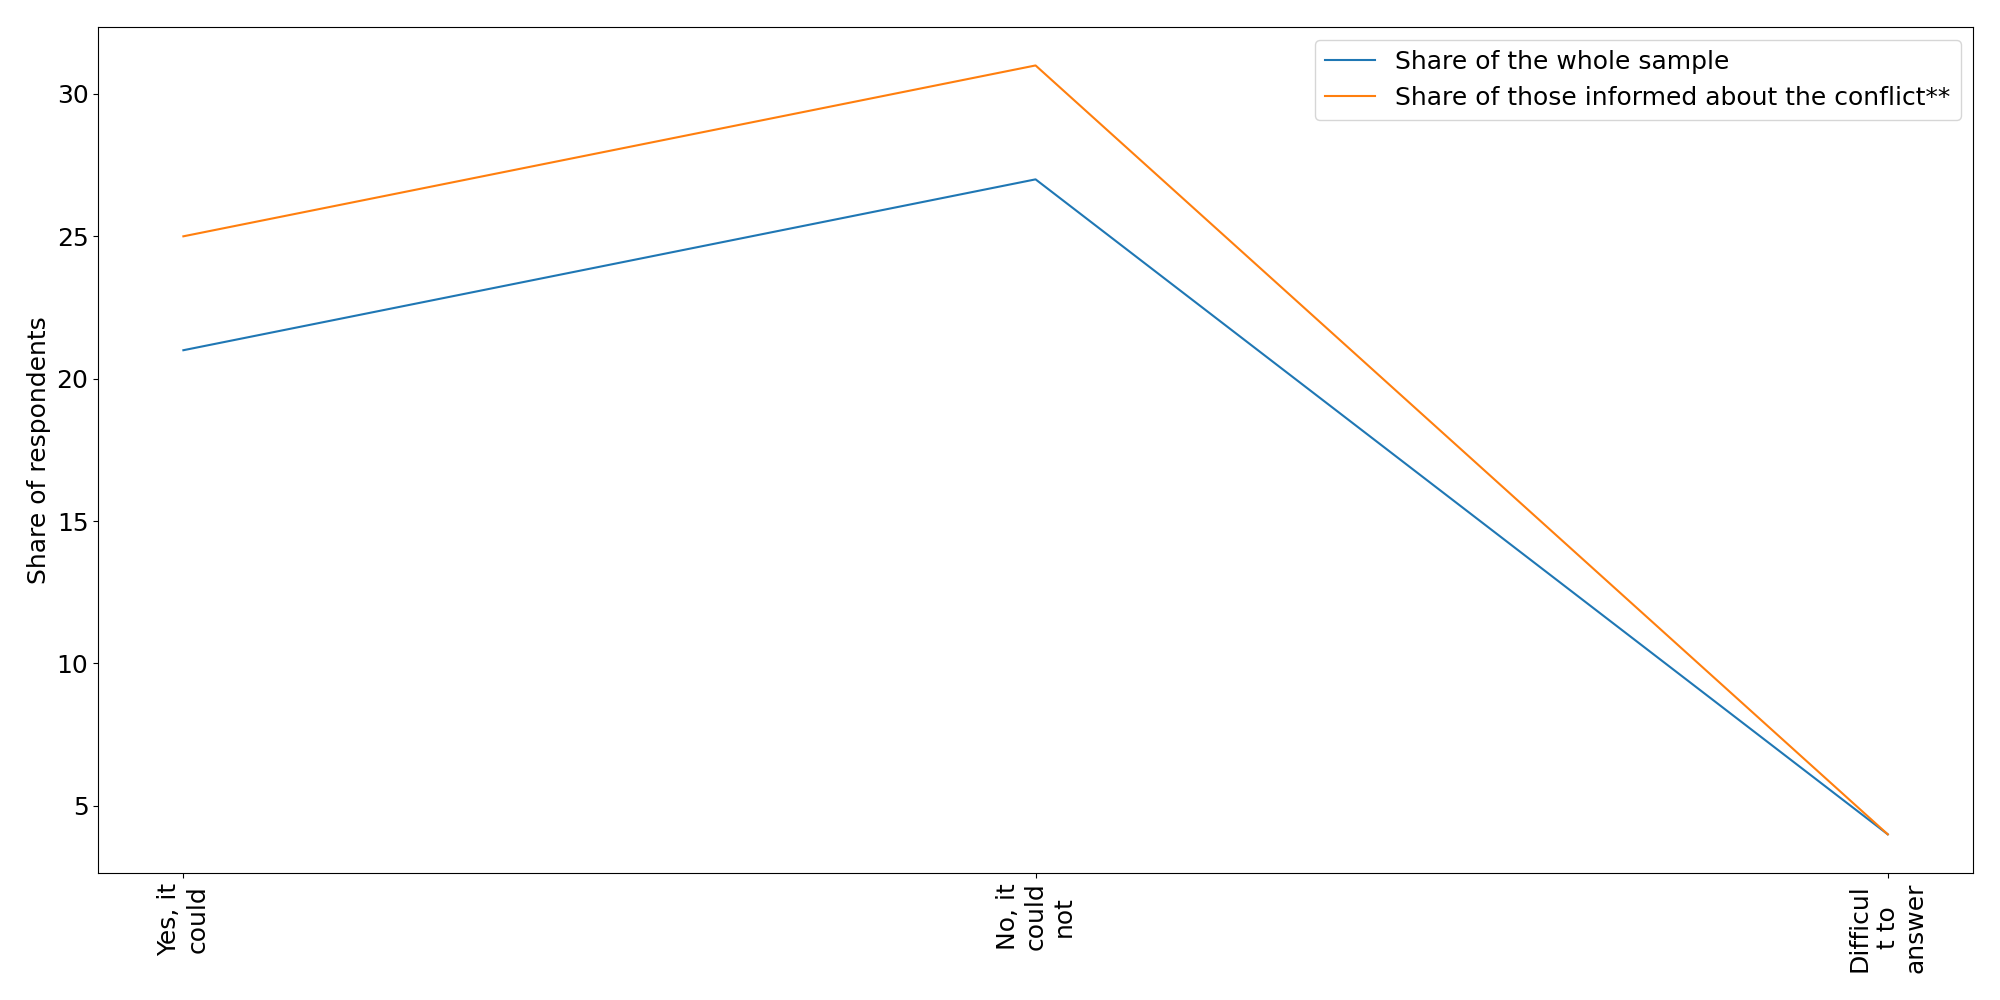 Share of the whole sample
Share of those informed about the conflict**
Share of respondents
30
25
20
15
10
5
Yes, it
could
No, it
could
not
Difficul
t to
answer